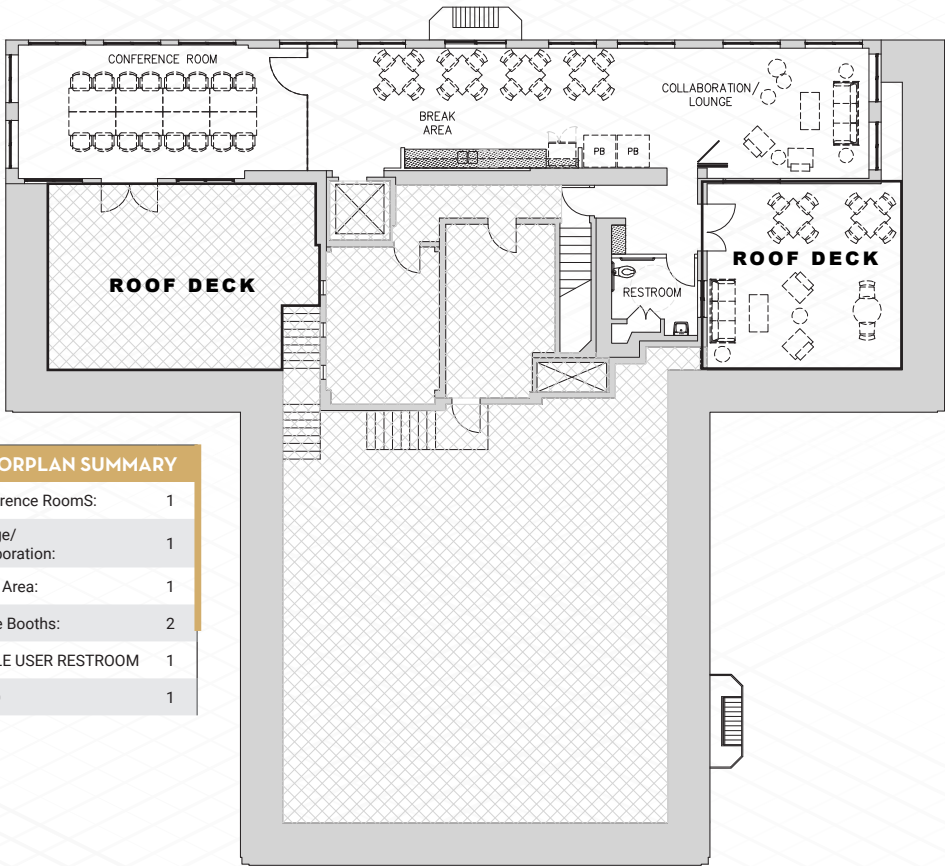 CONFERENCE ROOM
COLLABORATION/
LOUNGE
BREAK
AREA
PB PB
ROOF DECK
ROOF DECK
RESTROOM
ORPLAN SUMMARY
rence RoomS: 1
ge/
oration: 1
Area: 1
e Booths: 2
LE USER RESTROOM 1
1